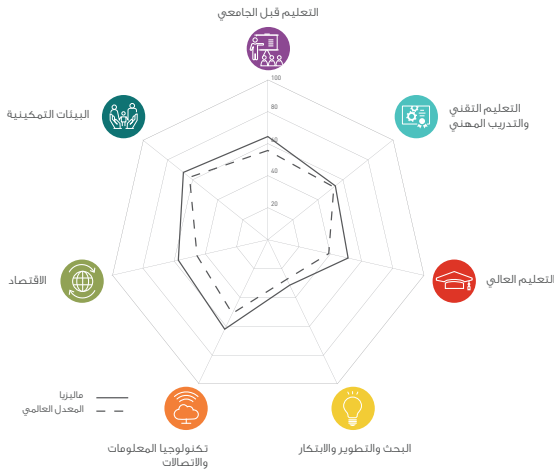 التعليم قبل الجامعي
100
80
60
40
20
التعليم التقني
والتدريب المهني
التعليم العالي
البحث والتطوير والابتكار
تكنولوجيا المعلومات
والاتصالات
الاقتصاد
البيئات التمكينية
ماليزيا
المعدل العالمي